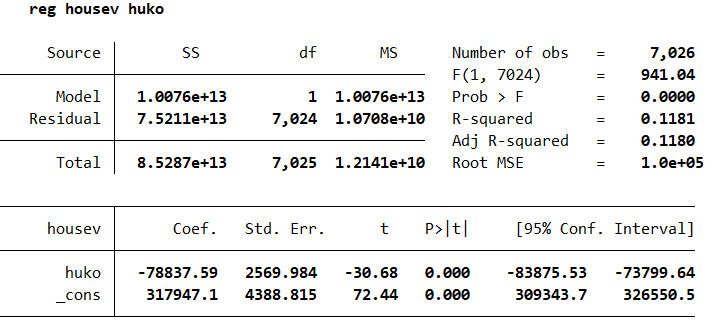 reg housev huko
Source SS df MS Number of obs = 7,026
F(1, 7024) = 941.04
Model 1.0076e+13 1 1.0076e+13 Prob > F = 0.0000
Residual 7.5211e+13 7,024 1.0708e+10 R-squared = 0.1181
Adj R-squared = 0.1180
Total 8.5287e+13 7,025 1.2141e+10 Root MSE = 1.0e+05
housev Coef. Std. Err. t P>|t| [95% Conf. Interval]
huko -78837.59 2569.984 -30.68 0.000 -83875.53 -73799.64
_cons 317947.1 4388.815 72.44 0.000 309343.7 326550.5